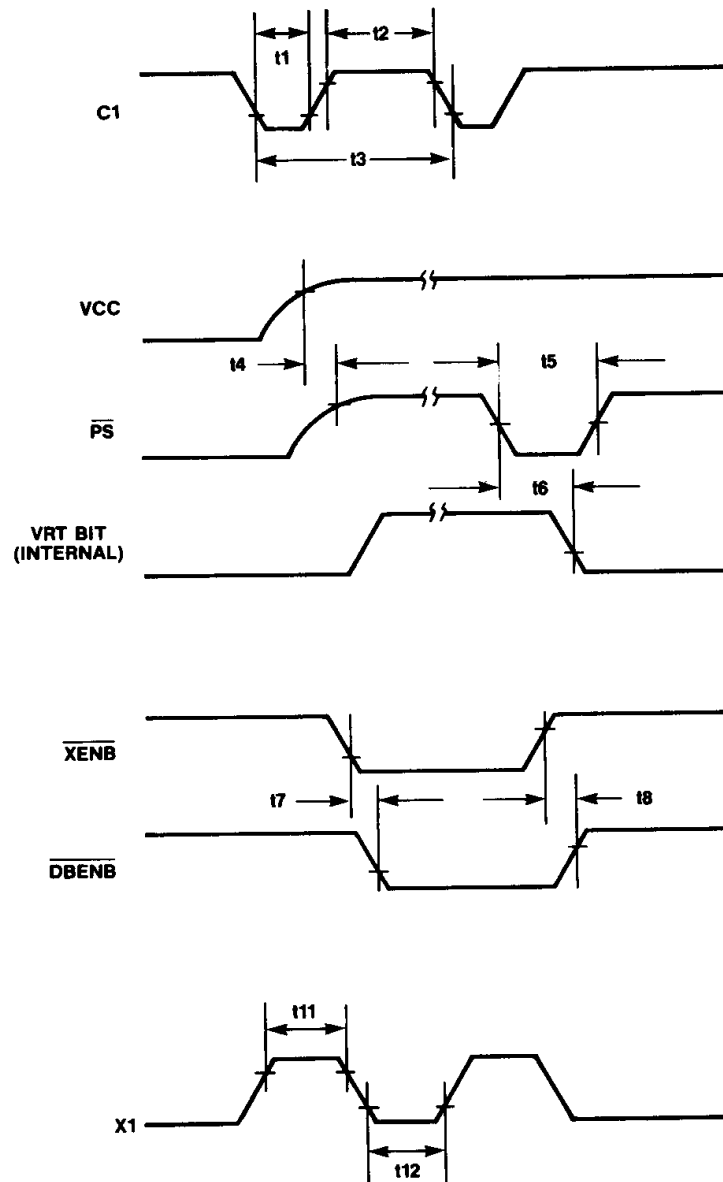 t1
t2
C1
t3
VCC
t4
t5
PS
t6
VRT BIT
(INTERNAL)
XENB
t7
t8
DBENB
t11
X1
t12